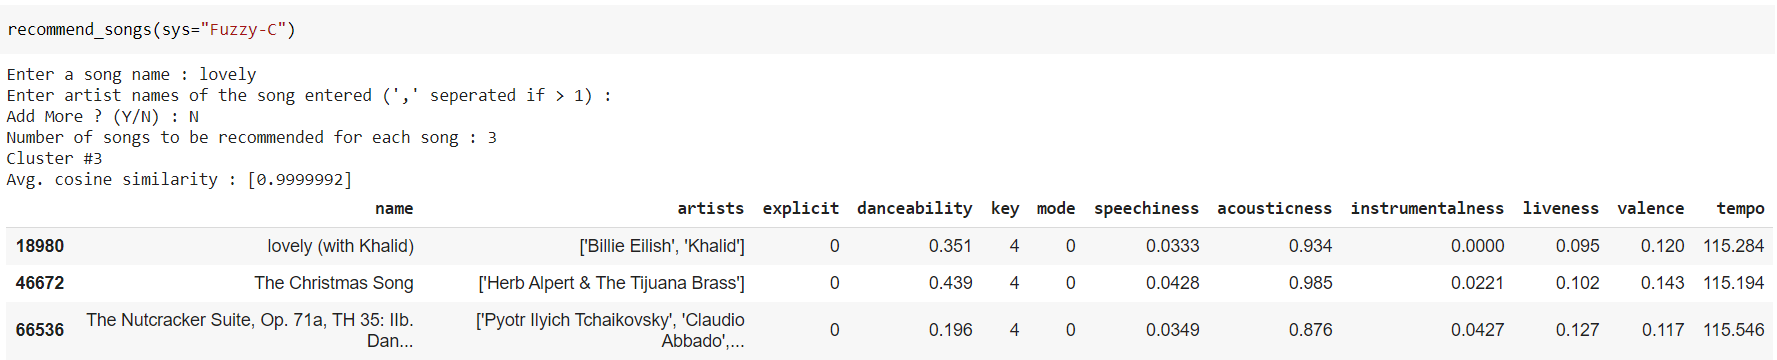 recommend_songs(sys="Fuzzy-C")
Enter a song name : lovely
Enter artist names of the song entered (',' seperated if > 1) :
Add More ? (Y/N) : N
Number of songs to be recommended for each song : 3
Cluster #3
Avg. cosine similarity : [0.9999992]
name artists explicit danceability key mode speechiness acousticness instrumentalness liveness valence tempo
18980 lovely (with Khalid) ['Billie Eilish', 'Khalid'] 0 0.351 4 0 0.0333 0.934 0.0000 0.095 0.120 115.284
46672 The Christmas Song ['Herb Alpert & The Tijuana Brass'] 0 0.439 4 0 0.0428 0.985 0.0221 0.102 0.143 115.194
66536 The Nutcracker Suite, Op. 71a, TH 35: IIb. ['Pyotr Ilyich Tchaikovsky', 'Claudio 0 0.196 4 0 0.0349 0.876 0.0427 0.127 0.117 115.546
Dan... Abbado',...